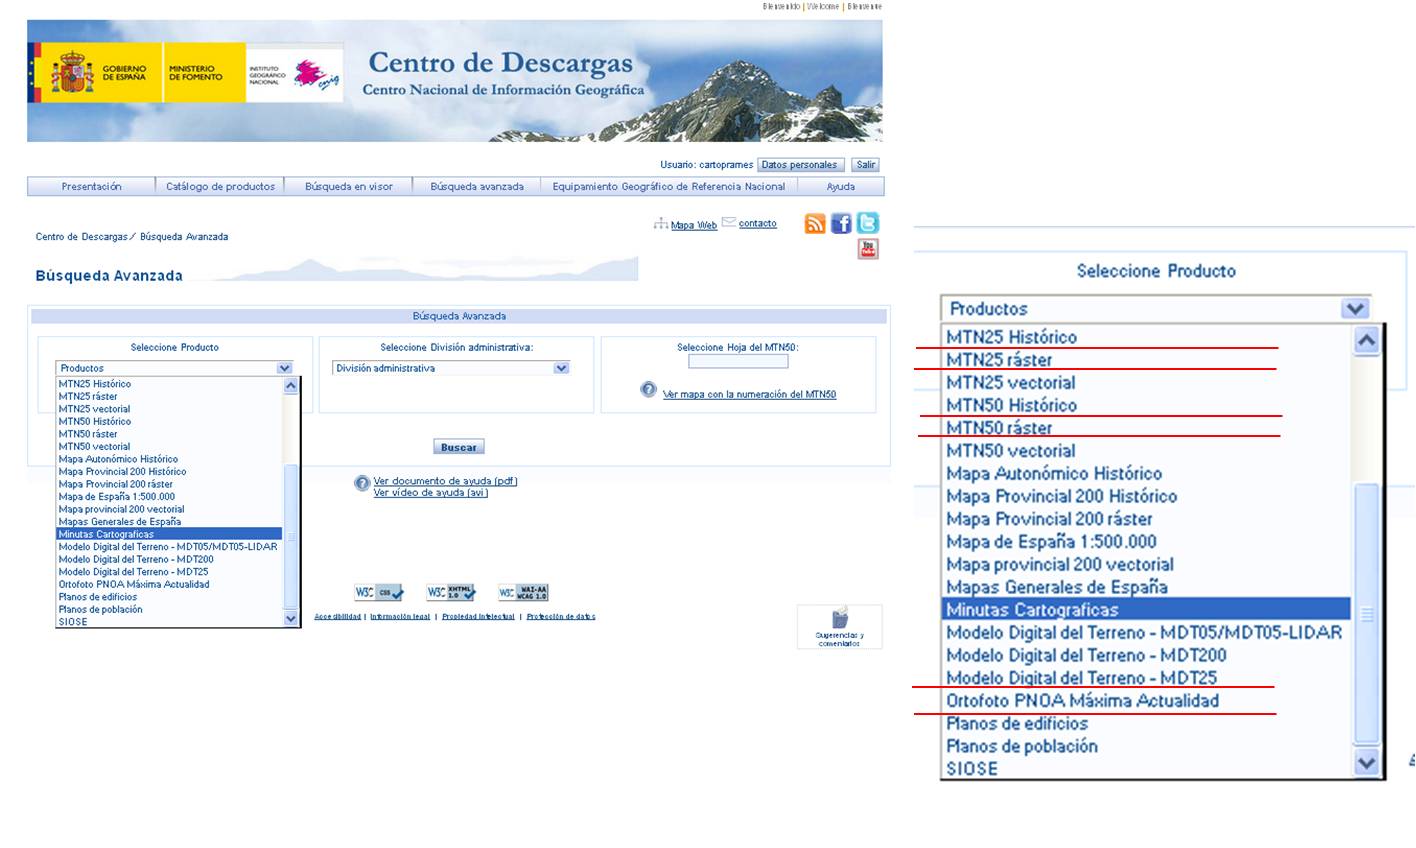 Bienvenido | Welcome | Bienvenue
GOBIERNO
DE ESPAÑA
MINISTERIO
DE FOMENTO
INSTITUTO
GEOGRÁFICO
NACIONAL
cnig
Centro de Descargas
Centro Nacional de Información Geográfica
Usuario: cartoprames Datos personales Salir
Presentación Catálogo de productos Búsqueda en visor Búsqueda avanzada Equipamiento Geográfico de Referencia Nacional Ayuda
Mapa Web contacto
You
Tube
Centro de Descargas/ Búsqueda Avanzada
Búsqueda Avanzada
Búsqueda Avanzada
Seleccione Producto
Productos
MTN25 Histórico
MTN25 ráster
MTN25 vectorial
MTN50 Histórico
MTN50 ráster
MTN50 vectorial
Mapa Autonómico Histórico
Mapa Provincial 200 Histórico
Mapa Provincial 200 ráster
Mapa de España 1:500.000
Mapa provincial 200 vectorial
Mapas Generales de España
Minutas Cartograficas
Modelo Digital del Terreno - MDT05/MDT05-LIDAR
Modelo Digital del Terreno - MDT200
Modelo Digital del Terreno - MDT25
Ortofoto PNOA Máxima Actualidad
Planos de edificios
Planos de población
SIOSE
Seleccione División administrativa:
División administrativa
Seleccione Hoja del MTN50:
Ver mapa con la numeración del MTN50
Buscar
Ver documento de ayuda (pdf)
Ver vídeo de ayuda (avi)
W3C CSS
W3C XHTML 1.0
W3C WAI-AA WCAG 1.0
Accesibilidad | Información legal | Propiedad Intelectual | Protección de datos
Sugerencias y
comentarios
Seleccione Producto
Productos
MTN25 Histórico
MTN25 ráster
MTN25 vectorial
MTN50 Histórico
MTN50 ráster
MTN50 vectorial
Mapa Autonómico Histórico
Mapa Provincial 200 Histórico
Mapa Provincial 200 ráster
Mapa de España 1:500.000
Mapa provincial 200 vectorial
Mapas Generales de España
Minutas Cartograficas
Modelo Digital del Terreno - MDT05/MDT05-LIDAR
Modelo Digital del Terreno - MDT200
Modelo Digital del Terreno - MDT25
Ortofoto PNOA Máxima Actualidad
Planos de edificios
Planos de población
SIOSE